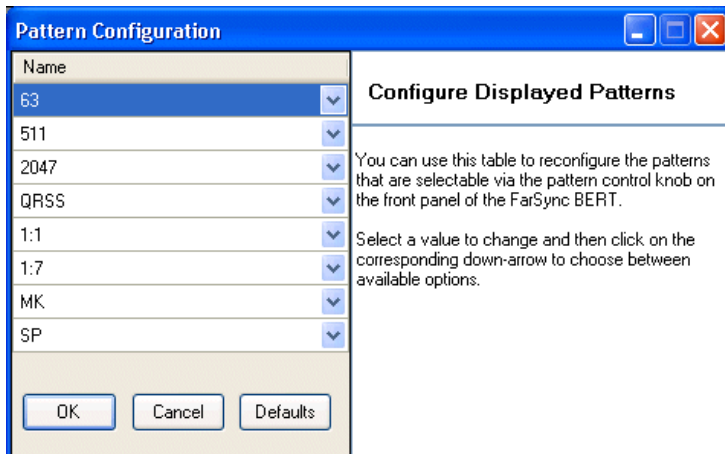 Pattern Configuration
Name
63
511
2047
QRSS
1:1
1:7
MK
SP
OK
Cancel
Defaults
Configure Displayed Patterns
You can use this table to reconfigure the patterns
that are selectable via the pattern control knob on
the front panel of the FarSync BERT.
Select a value to change and then click on the
corresponding down-arrow to choose between
available options.